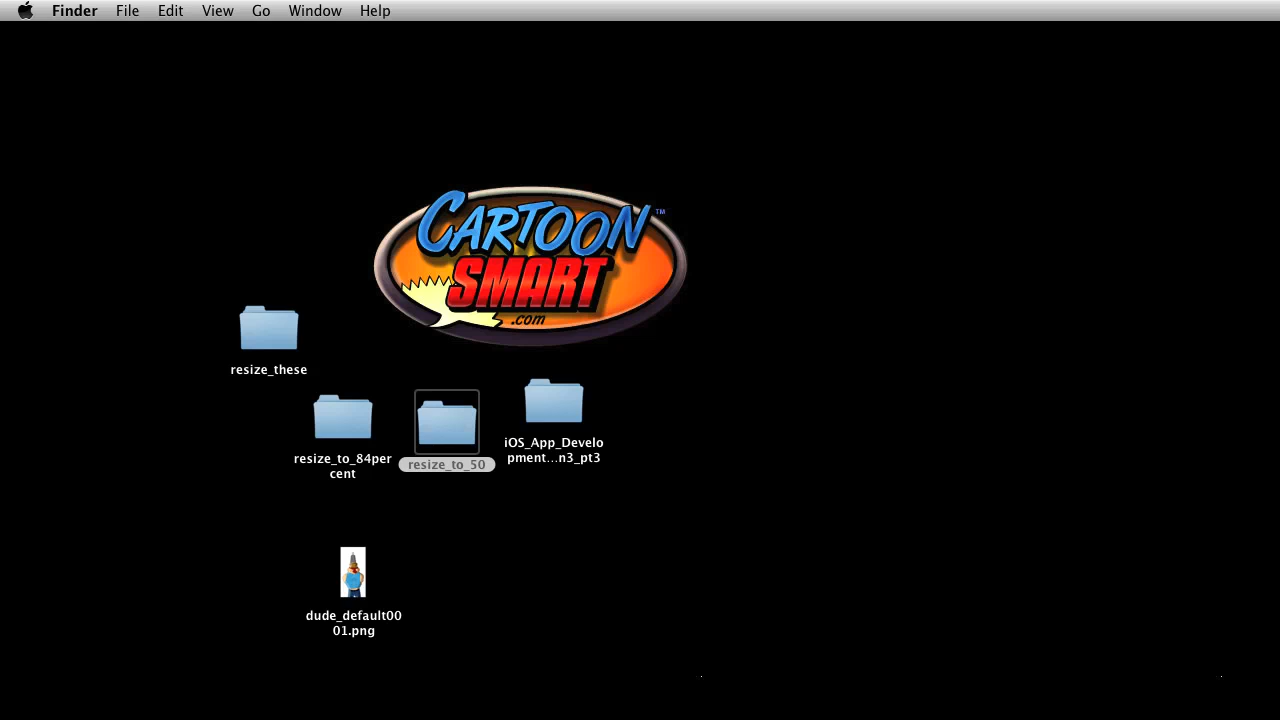 Finder File Edit View Go Window Help
CARTOON™
SMART
.com
resize_these
resize_to_84per
cent
resize_to_50
iOS_App_Develo
pment...n3_pt3
dude_default00
01.png